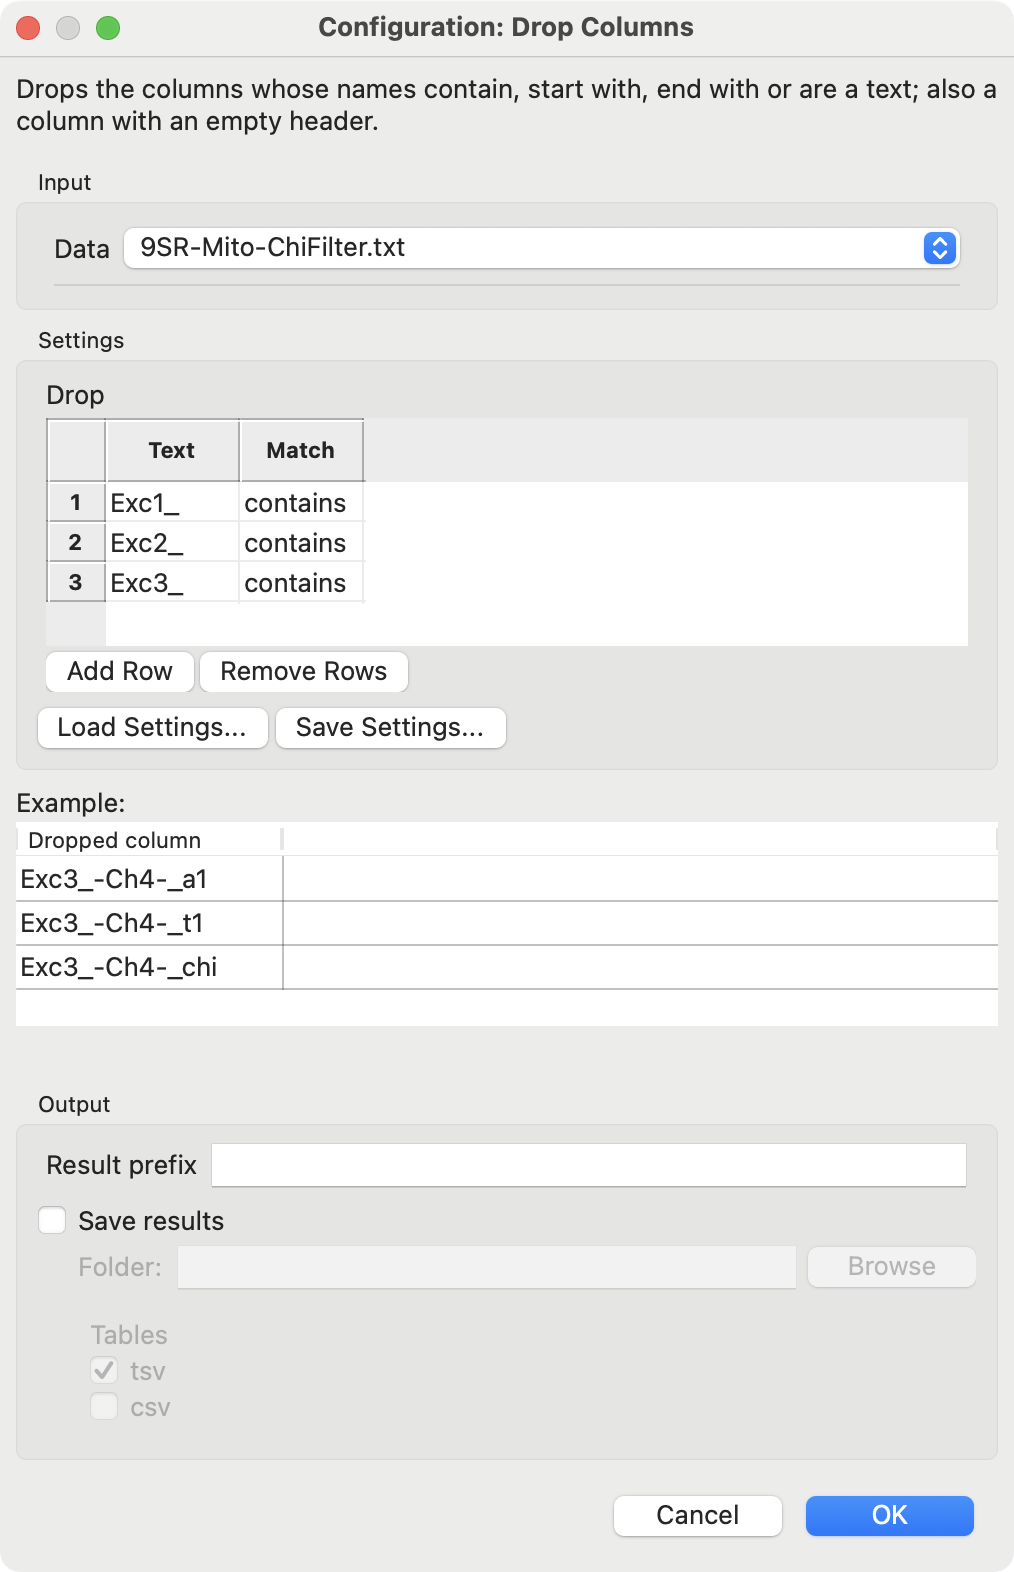 Configuration: Drop Columns
Drops the columns whose names contain, start with, end with or are a text; also a
column with an empty header.
Input
Data 9SR-Mito-ChiFilter.txt
Settings
Drop
Text Match
1 Exc1_ contains
2 Exc2_ contains
3 Exc3_ contains
Add Row Remove Rows
Load Settings... Save Settings...
Example:
Dropped column
Exc3_-Ch4-_a1
Exc3_-Ch4-_t1
Exc3_-Ch4-_chi
Output
Result prefix
Save results
Folder: Browse
Tables
tsv
csv
Cancel OK